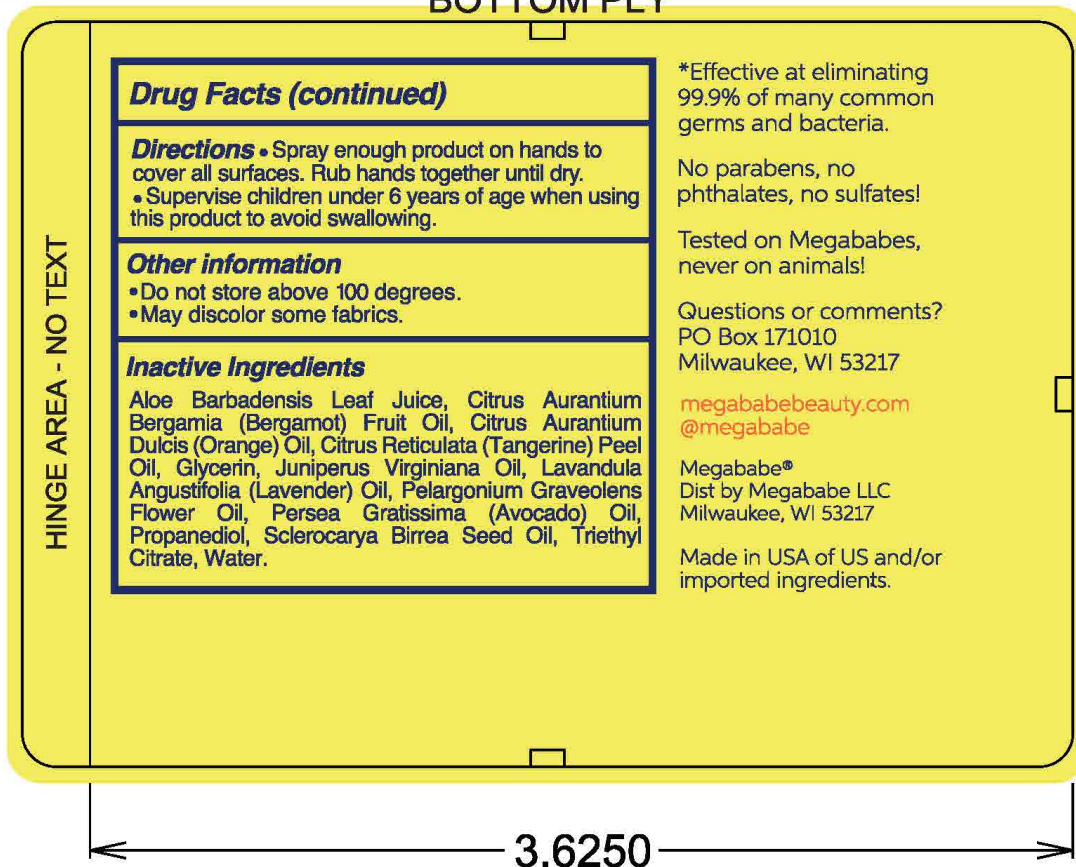 BOTTOM PLY
HINGE AREA - NO TEXT
Drug Facts (continued)
Directions • Spray enough product on hands to
cover all surfaces. Rub hands together until dry.
• Supervise children under 6 years of age when using
this product to avoid swallowing.
Other information
• Do not store above 100 degrees.
• May discolor some fabrics.
Inactive Ingredients
Aloe Barbadensis Leaf Juice, Citrus Aurantium
Bergamia (Bergamot) Fruit Oil, Citrus Aurantium
Dulcis (Orange) Oil, Citrus Reticulata (Tangerine) Peel
Oil, Glycerin, Juniperus Virginiana Oil, Lavandula
Angustifolia (Lavender) Oil, Pelargonium Graveolens
Flower Oil, Persea Gratissima (Avocado) Oil,
Propanediol, Sclerocarya Birrea Seed Oil, Triethyl
Citrate, Water.
*Effective at eliminating
99.9% of many common
germs and bacteria.
No parabens, no
phthalates, no sulfates!
Tested on Megababes,
never on animals!
Questions or comments?
PO Box 171010
Milwaukee, WI 53217
megababebeauty.com
@megababe
Megababe®
Dist by Megababe LLC
Milwaukee, WI 53217
Made in USA of US and/or
imported ingredients.
3.6250